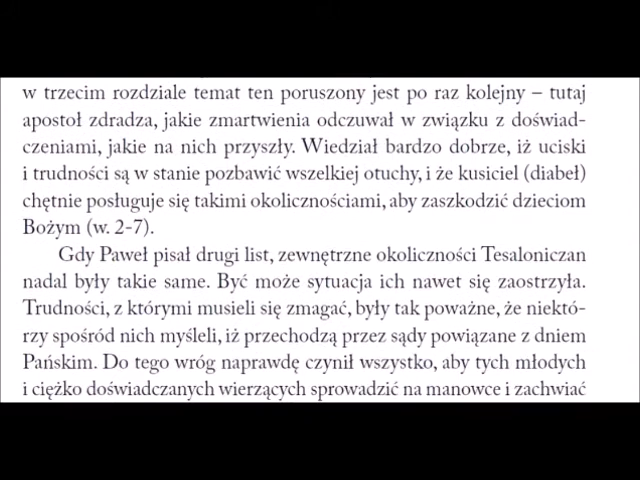 w trzecim rozdziale temat ten poruszony jest po raz kolejny – tutaj
apostoł zdradza, jakie zmartwienia odczuwał w związku z doświad-
czeniami, jakie na nich przyszły. Wiedział bardzo dobrze, iż uciski
i trudności są w stanie pozbawić wszelkiej otuchy, i że kusiciel (diabeł)
chętnie posługuje się takimi okolicznościami, aby zaszkodzić dzieciom
Bożym (w. 2-7).
Gdy Paweł pisał drugi list, zewnętrzne okoliczności Tesaloniczan
nadal były takie same. Być może sytuacja ich nawet się zaostrzyła.
Trudności, z którymi musieli się zmagać, były tak poważne, że niektó-
rzy spośród nich myśleli, iż przechodzą przez sądy powiązane z dniem
Pańskim. Do tego wróg naprawdę czynił wszystko, aby tych młodych
i ciężko doświadczanych wierzących sprowadzić na manowce i zachwiać